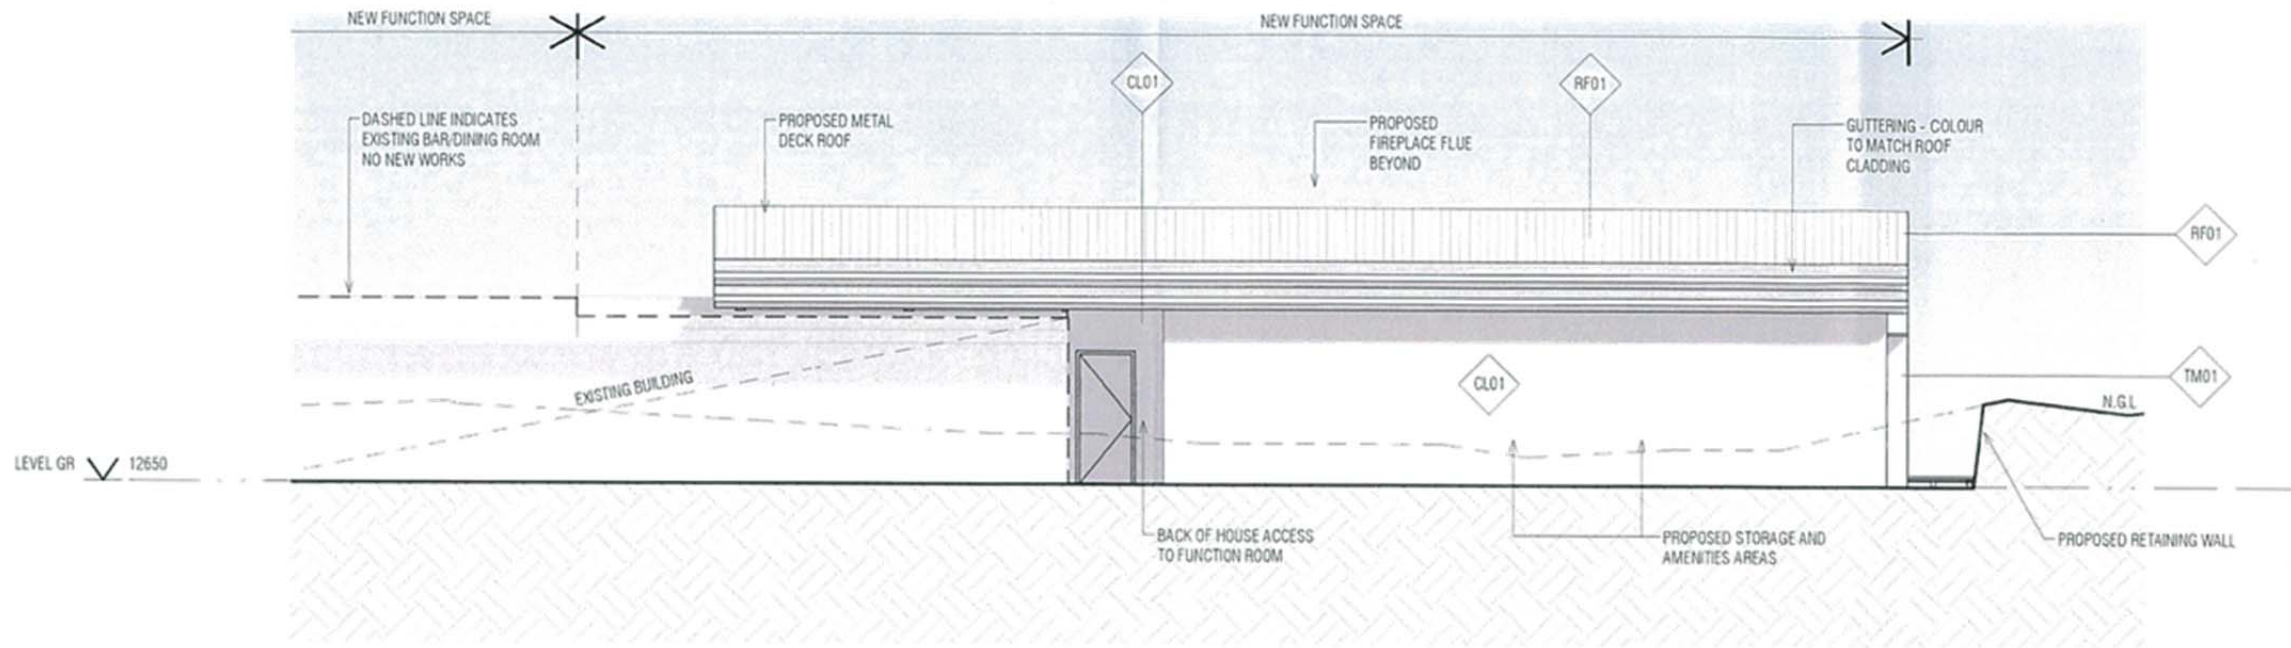 NEW FUNCTION SPACE
NEW FUNCTION SPACE
CL01
RF01
DASHED LINE INDICATES
EXISTING BAR/DINING ROOM
NO NEW WORKS
PROPOSED METAL
DECK ROOF
PROPOSED
FIREPLACE FLUE
BEYOND
GUTTERING - COLOUR
TO MATCH ROOF
CLADDING
RF01
EXISTING BUILDING
CL01
TM01
N.G.L
LEVEL GR 12650
BACK OF HOUSE ACCESS
TO FUNCTION ROOM
PROPOSED STORAGE AND
AMENITIES AREAS
PROPOSED RETAINING WALL